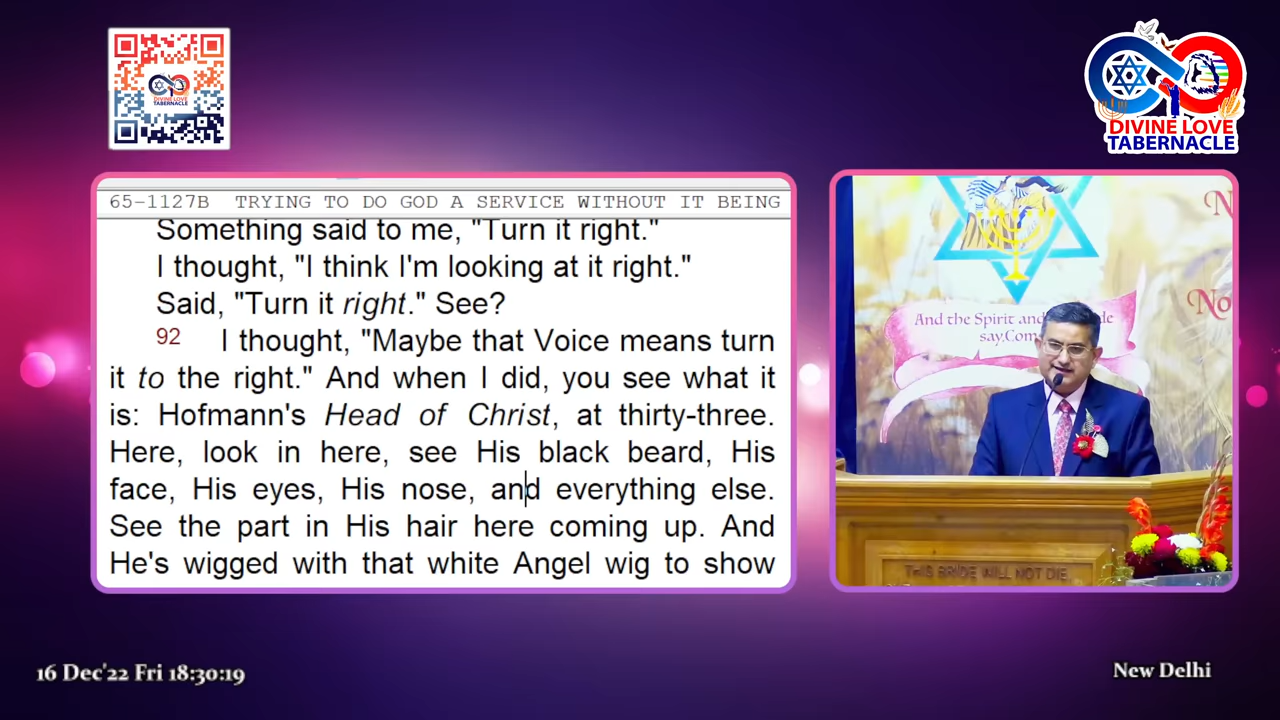 DIVINE LOVE
TABERNACLE
DIVINE LOVE
TABERNACLE
65-1127B TRYING TO DO GOD A SERVICE WITHOUT IT BEING
Something said to me, "Turn it right."
I thought, "I think I'm looking at it right."
Said, "Turn it right." See?
92 I thought, "Maybe that Voice means turn
it to the right." And when I did, you see what it
is: Hofmann's Head of Christ, at thirty-three.
Here, look in here, see His black beard, His
face, His eyes, His nose, and everything else.
See the part in His hair here coming up. And
He's wigged with that white Angel wig to show
N
No
And the Spirit and
say,Com
THIS BRIDE WILL NOT DIE.
16 Dec'22 Fri 18:30:19
New Delhi